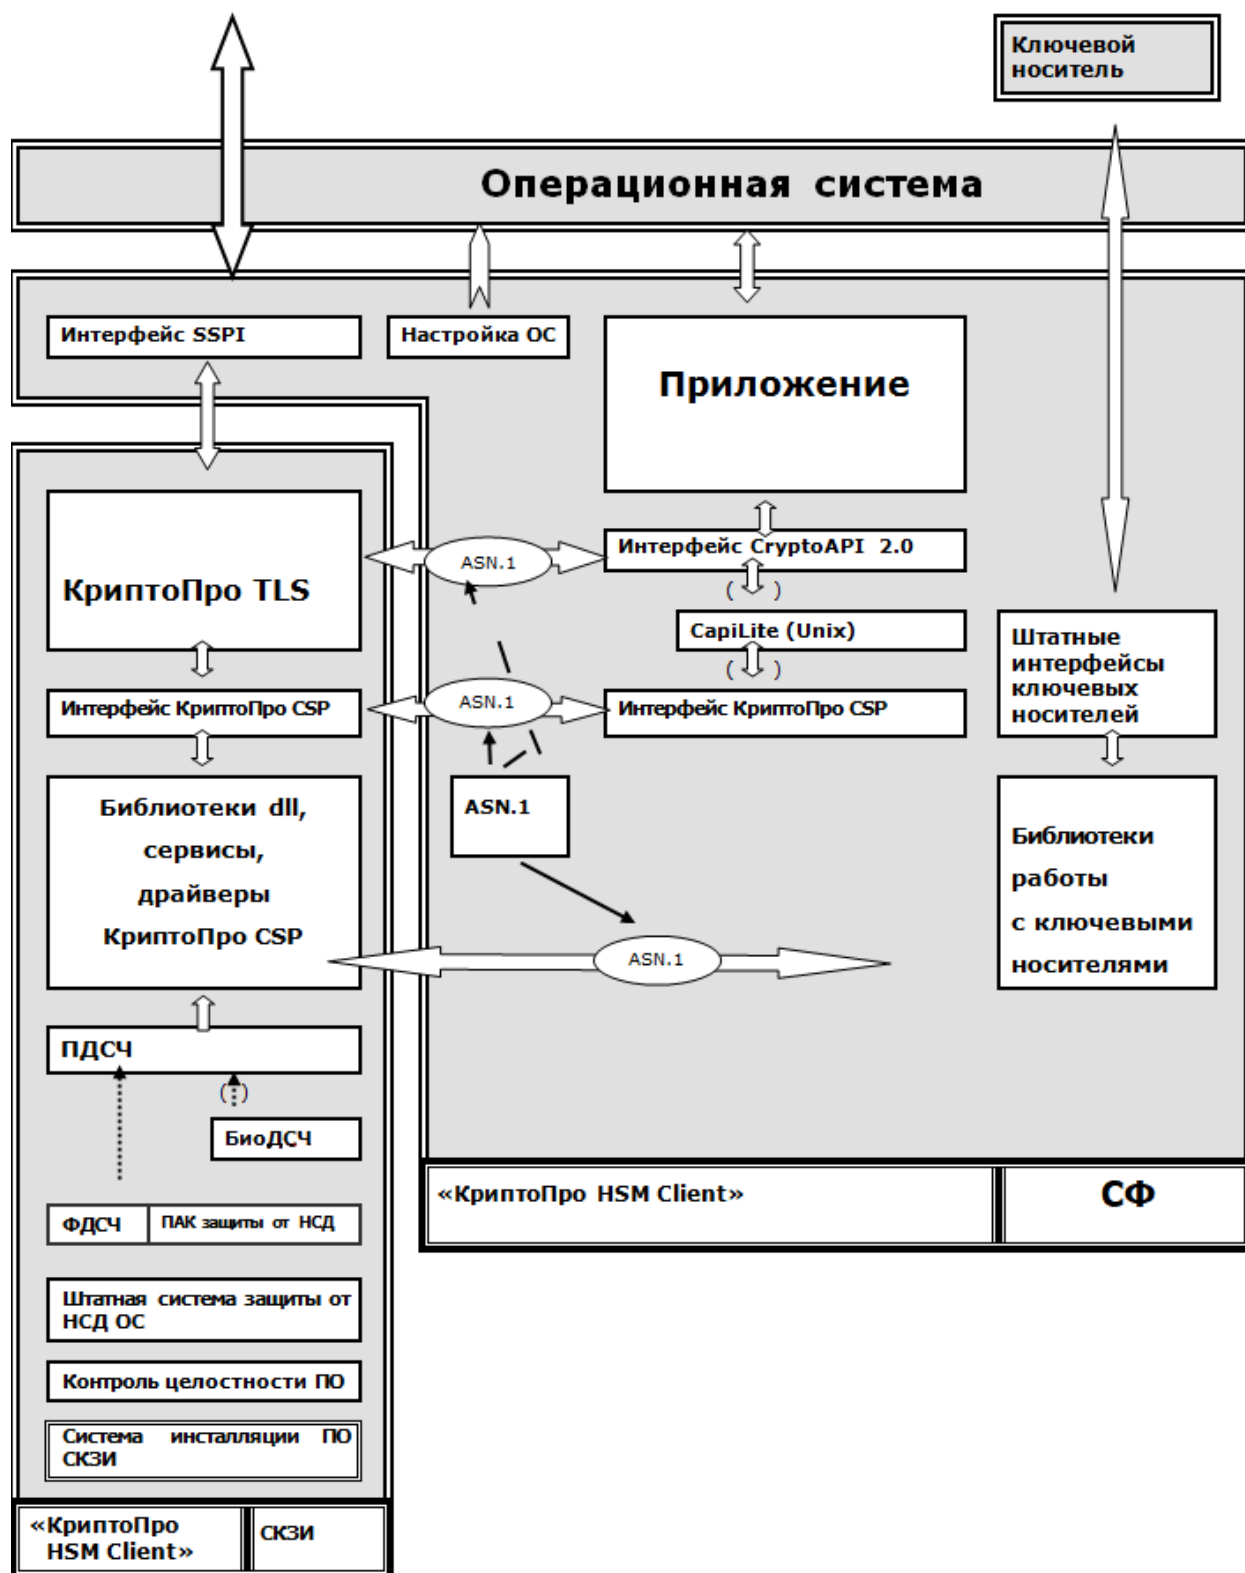 Ключевой
носитель
Операционная система
Интерфейс SSPI
Настройка ОС
Приложение
КриптоПро TLS
ASN.1
Интерфейс CryptoAPI 2.0
( )
CapiLite (Unix)
( )
Штатные
интерфейсы
ключевых
носителей
Интерфейс КриптоПро CSP
ASN.1
Интерфейс КриптоПро CSP
Библиотеки dll,
сервисы,
драйверы
КриптоПро CSP
ASN.1
Библиотеки
работы
с ключевыми
носителями
ASN.1
ПДСЧ
( )
БиоДСЧ
«КриптоПро HSM Client»
СФ
ФДСЧ
ПАК защиты от НСД
Штатная система защиты от
НСД ОС
Контроль целостности ПО
Система инсталляции ПО
СКЗИ
«КриптоПро
HSM Client»
СКЗИ